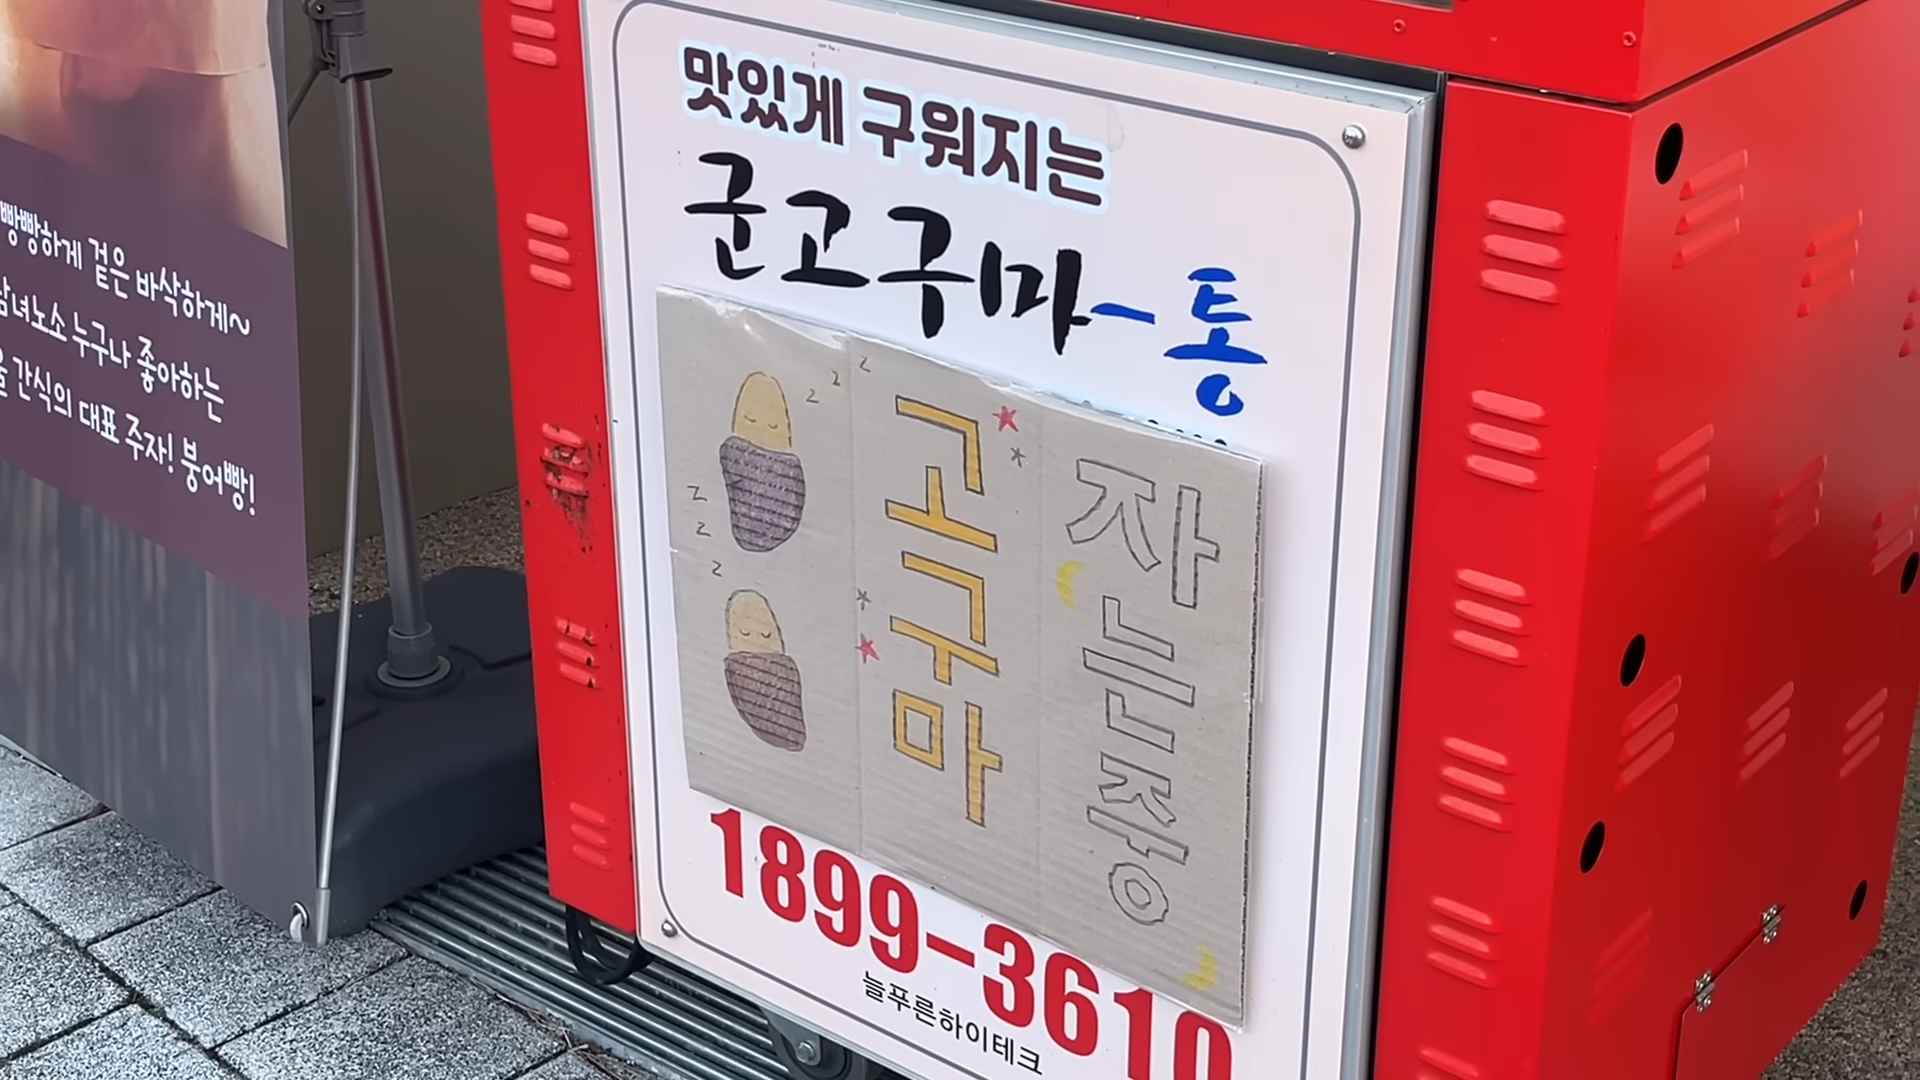 빵빵하게 겉은 바삭하게~
남녀노소 누구나 좋아하는
간식의 대표 주자! 붕어빵!
맛있게 구워지는
군고구마-통
z z z
고구마
자는중
z z z
1899-3610
늘푸른하이테크